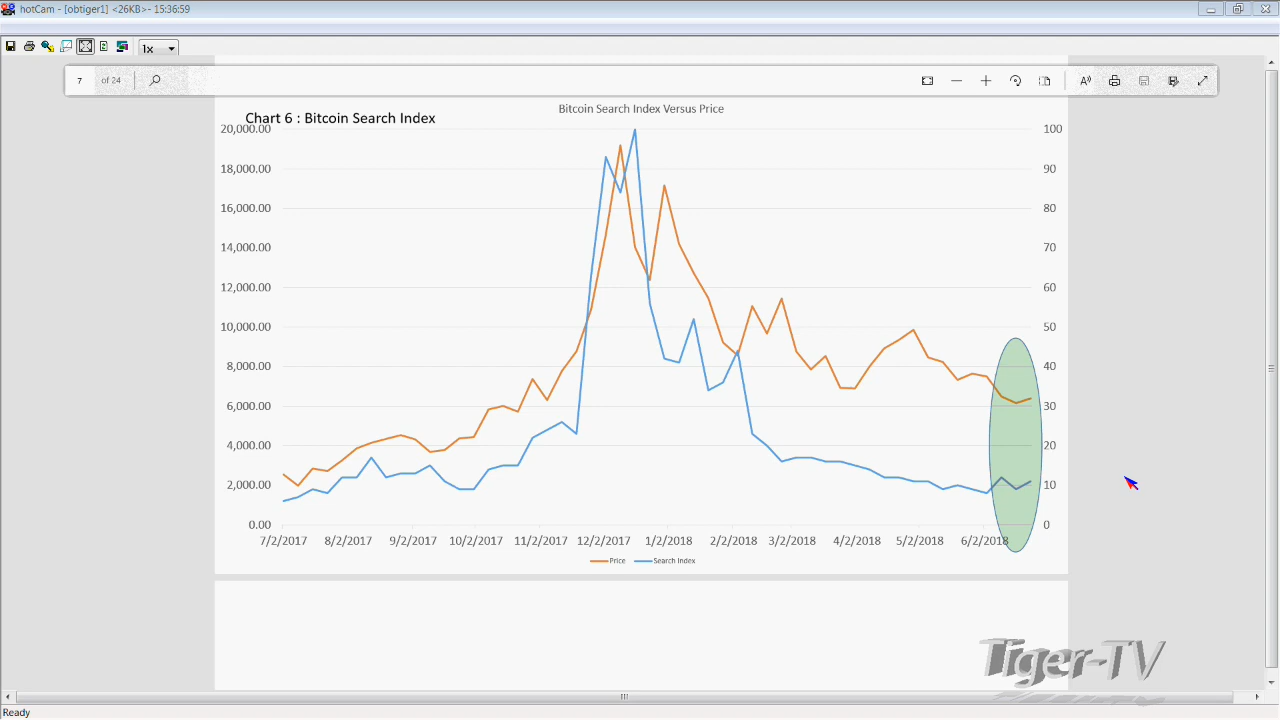 hotCam - [obtiger1] <26KB> - 15:36:59
1x
7 of 24
Bitcoin Search Index Versus Price
Chart 6 : Bitcoin Search Index
20,000.00 100
18,000.00 90
16,000.00 80
14,000.00 70
12,000.00 60
10,000.00 50
8,000.00 40
6,000.00 30
4,000.00 20
2,000.00 10
0.00 0
7/2/2017 8/2/2017 9/2/2017 10/2/2017 11/2/2017 12/2/2017 1/2/2018 2/2/2018 3/2/2018 4/2/2018 5/2/2018 6/2/2018
Price Search Index
Tiger-TV
Ready